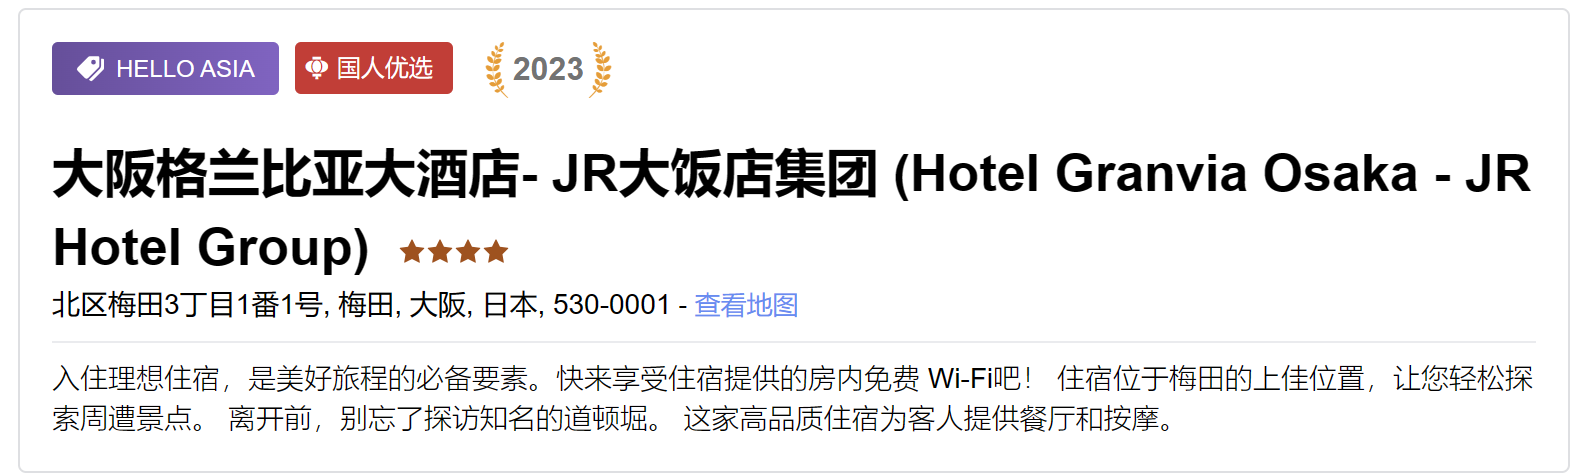 HELLO ASIA 国人优选 2023
大阪格兰比亚大酒店- JR大饭店集团 (Hotel Granvia Osaka - JR
Hotel Group)
北区梅田3丁目1番1号, 梅田, 大阪, 日本, 530-0001 - 查看地图
入住理想住宿，是美好旅程的必备要素。快来享受住宿提供的房内免费 Wi-Fi吧！ 住宿位于梅田的上佳位置，让您轻松探
索周遭景点。 离开前，别忘了探访知名的道顿堀。 这家高品质住宿为客人提供餐厅和按摩。